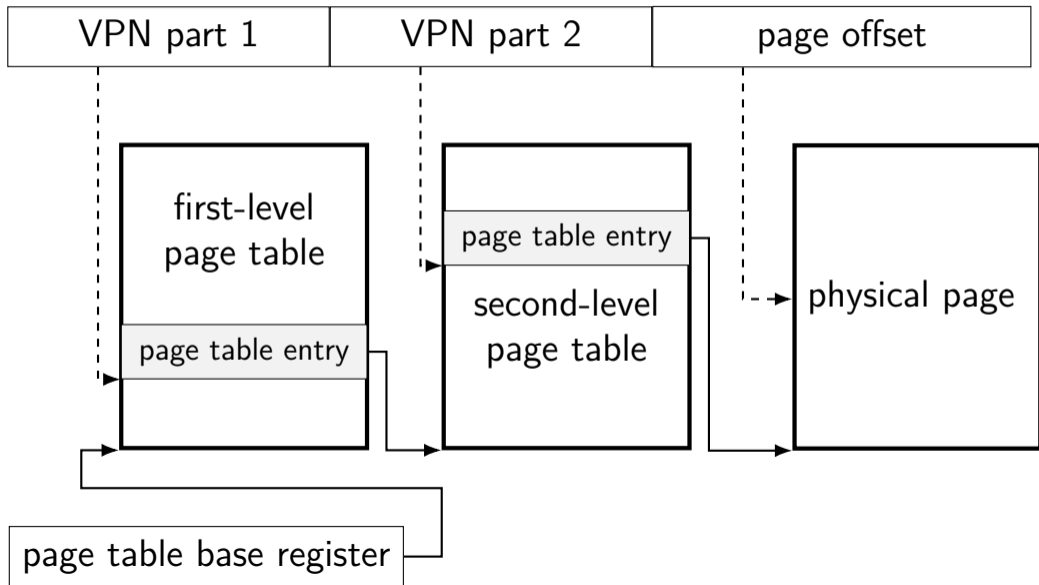 VPN part 1
VPN part 2
page offset
first-level
page table
page table entry
page table entry
second-level
page table
physical page
page table base register